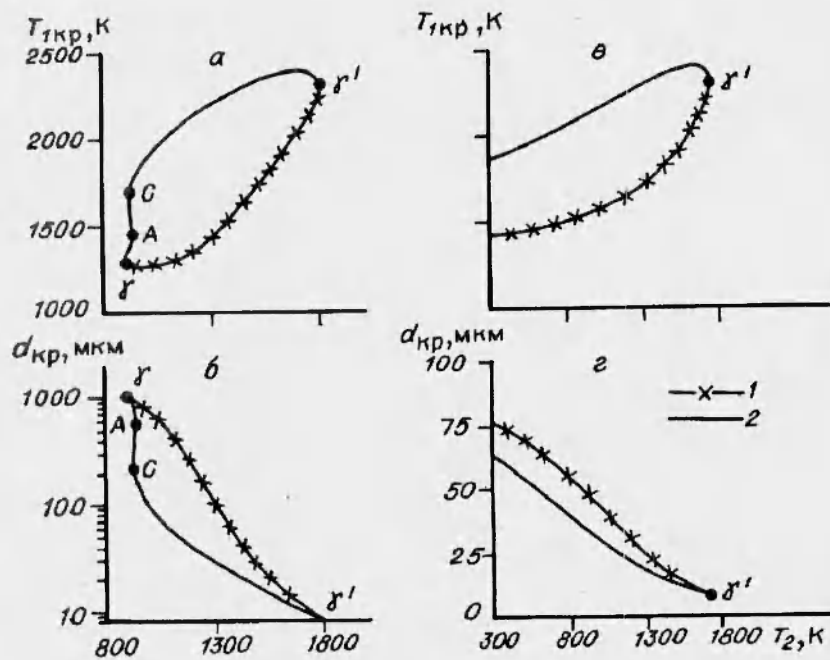 T₁кр, К
а
2500
2000
1500
1000
γ'
C
A
γ
T₁кр, К
в
γ'
dкр, мкм
б
1000
100
10
γ
A
C
γ'
800
1300
1800
dкр, мкм
г
100
75
50
25
0
1
2
γ'
300
800
1300
1800
T₂, К